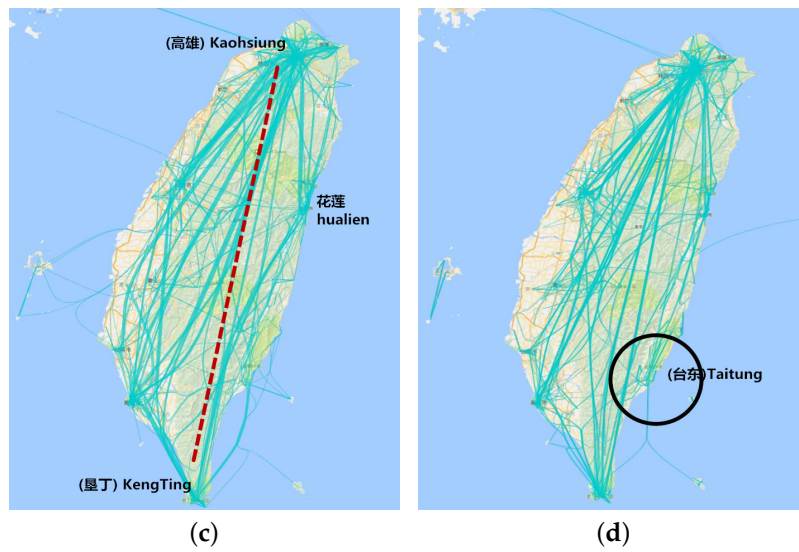 (高雄) Kaohsiung
花莲
hualien
(垦丁) KengTing
(台东)Taitung
(c)
(d)